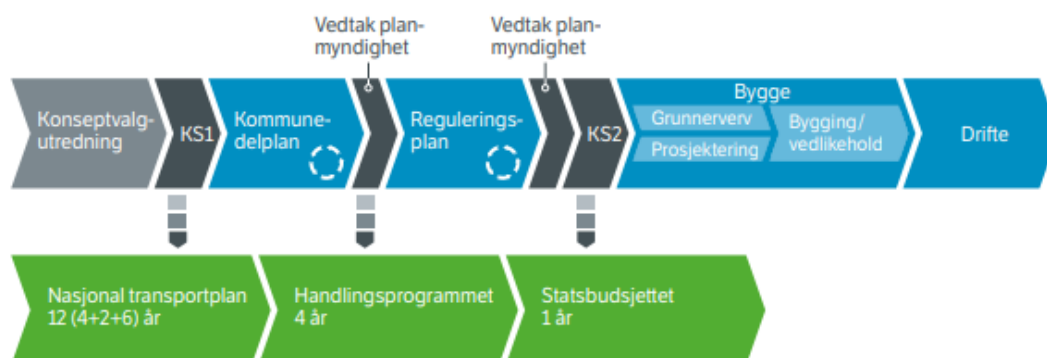 Vedtak plan-
myndighet
Vedtak plan-
myndighet
Konseptvalg-
utredning
KS1
Kommune-
delplan
Regulerings-
plan
KS2
Bygge
Grunnerverv
Prosjektering
Bygging/
vedlikehold
Drifte
Nasjonal transportplan
12 (4+2+6) år
Handlingsprogrammet
4 år
Statsbudsjettet
1 år